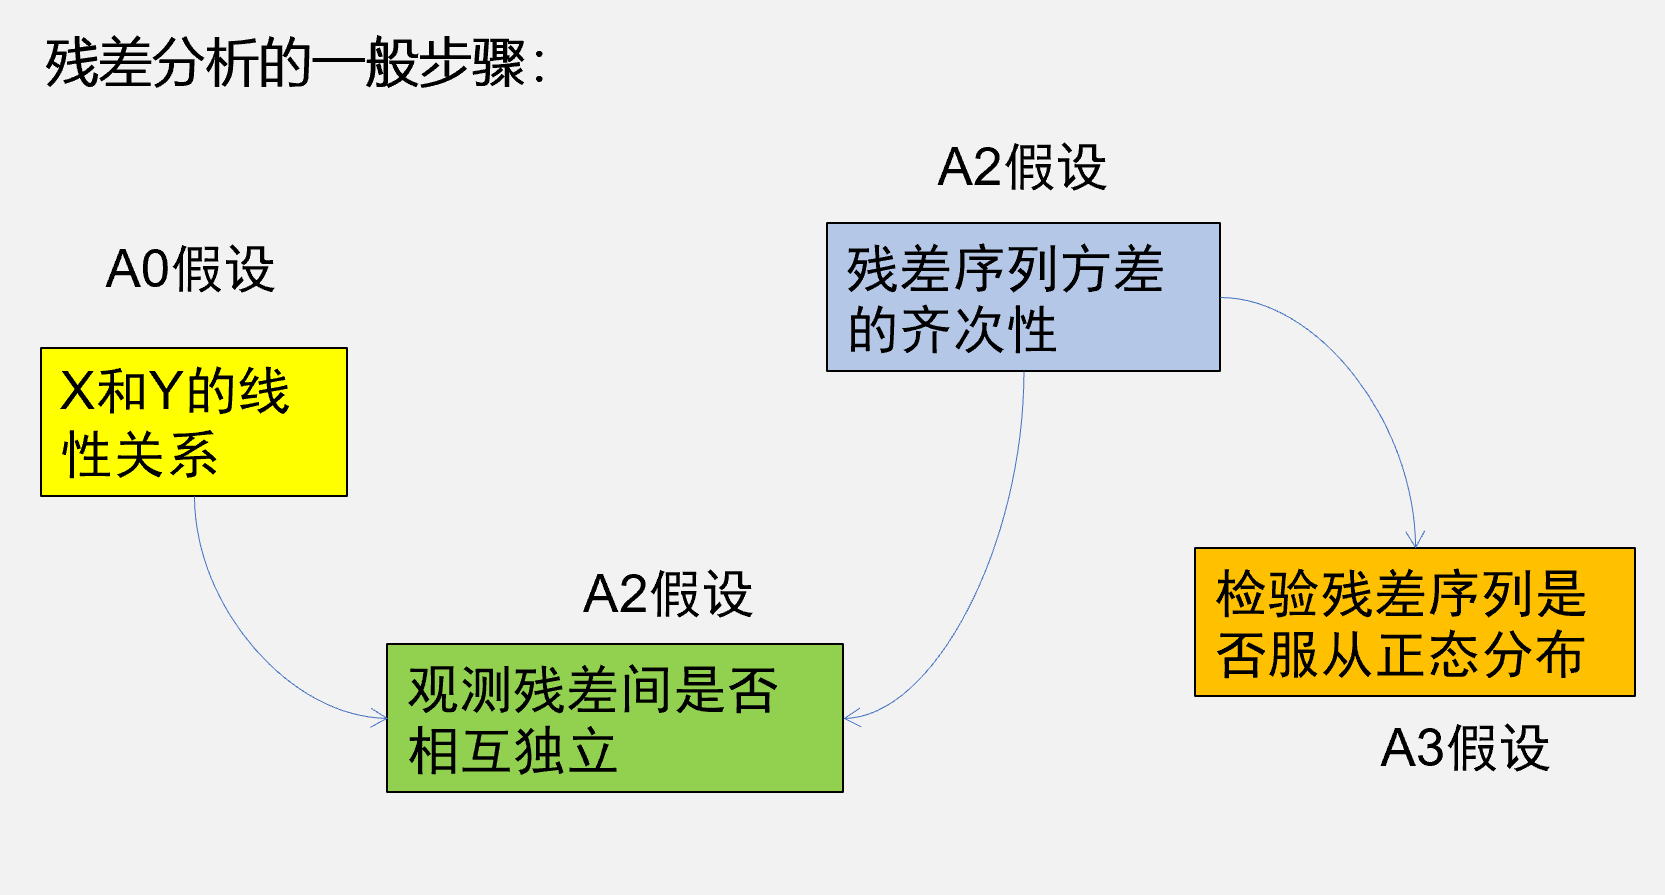 残差分析的一般步骤：
A2假设
残差序列方差
的齐次性
A0假设
X和Y的线
性关系
A2假设
观测残差间是否
相互独立
检验残差序列是
否服从正态分布
A3假设